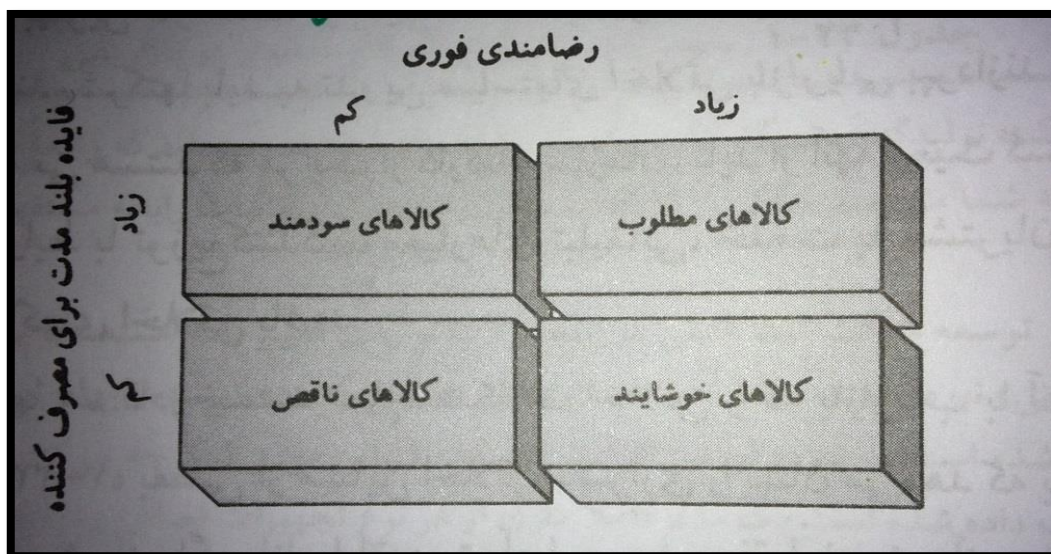 رضامندی فوری
زیاد
کم
فایده بلند مدت برای مصرف کننده
زیاد
کالاهای مطلوب
کالاهای سودمند
کم
کالاهای خوشایند
کالاهای ناقص